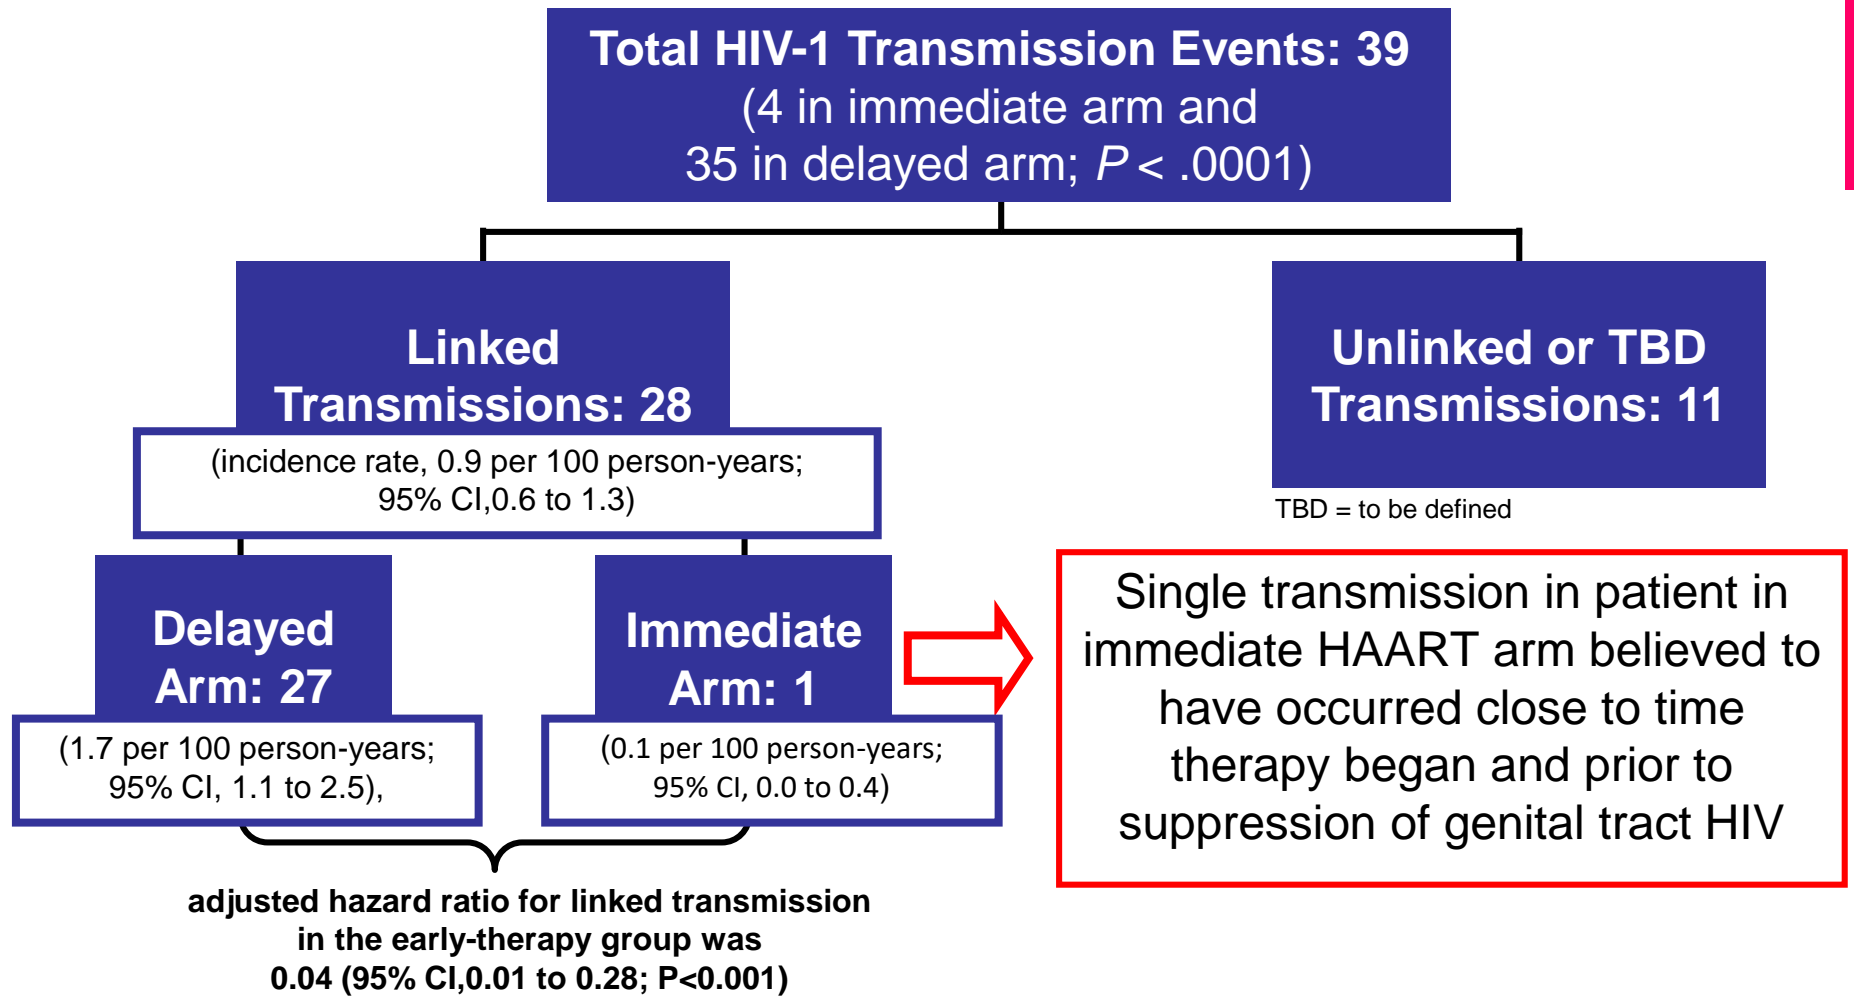 Total HIV-1 Transmission Events: 39
(4 in immediate arm and
35 in delayed arm; P < .0001)
Linked
Transmissions: 28
(incidence rate, 0.9 per 100 person-years;
95% CI,0.6 to 1.3)
Unlinked or TBD
Transmissions: 11
TBD = to be defined
Delayed
Arm: 27
(1.7 per 100 person-years;
95% CI, 1.1 to 2.5),
Immediate
Arm: 1
(0.1 per 100 person-years;
95% CI, 0.0 to 0.4)
Single transmission in patient in
immediate HAART arm believed to
have occurred close to time
therapy began and prior to
suppression of genital tract HIV
adjusted hazard ratio for linked transmission
in the early-therapy group was
0.04 (95% CI,0.01 to 0.28; P<0.001)